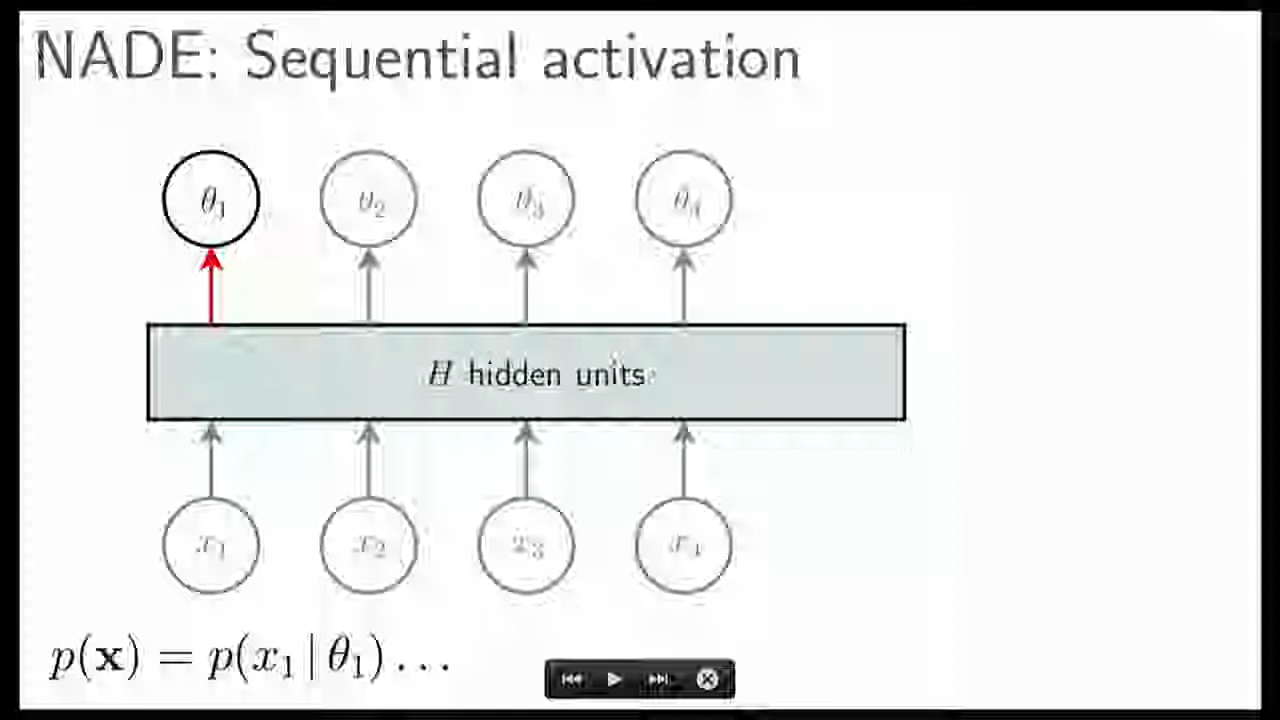 NADE: Sequential activation
θ₁ θ₂ θ₃ θ₄
H hidden units
x₁ x₂ x₃ x₄
p(𝐱) = p(x₁ | θ₁) . . .